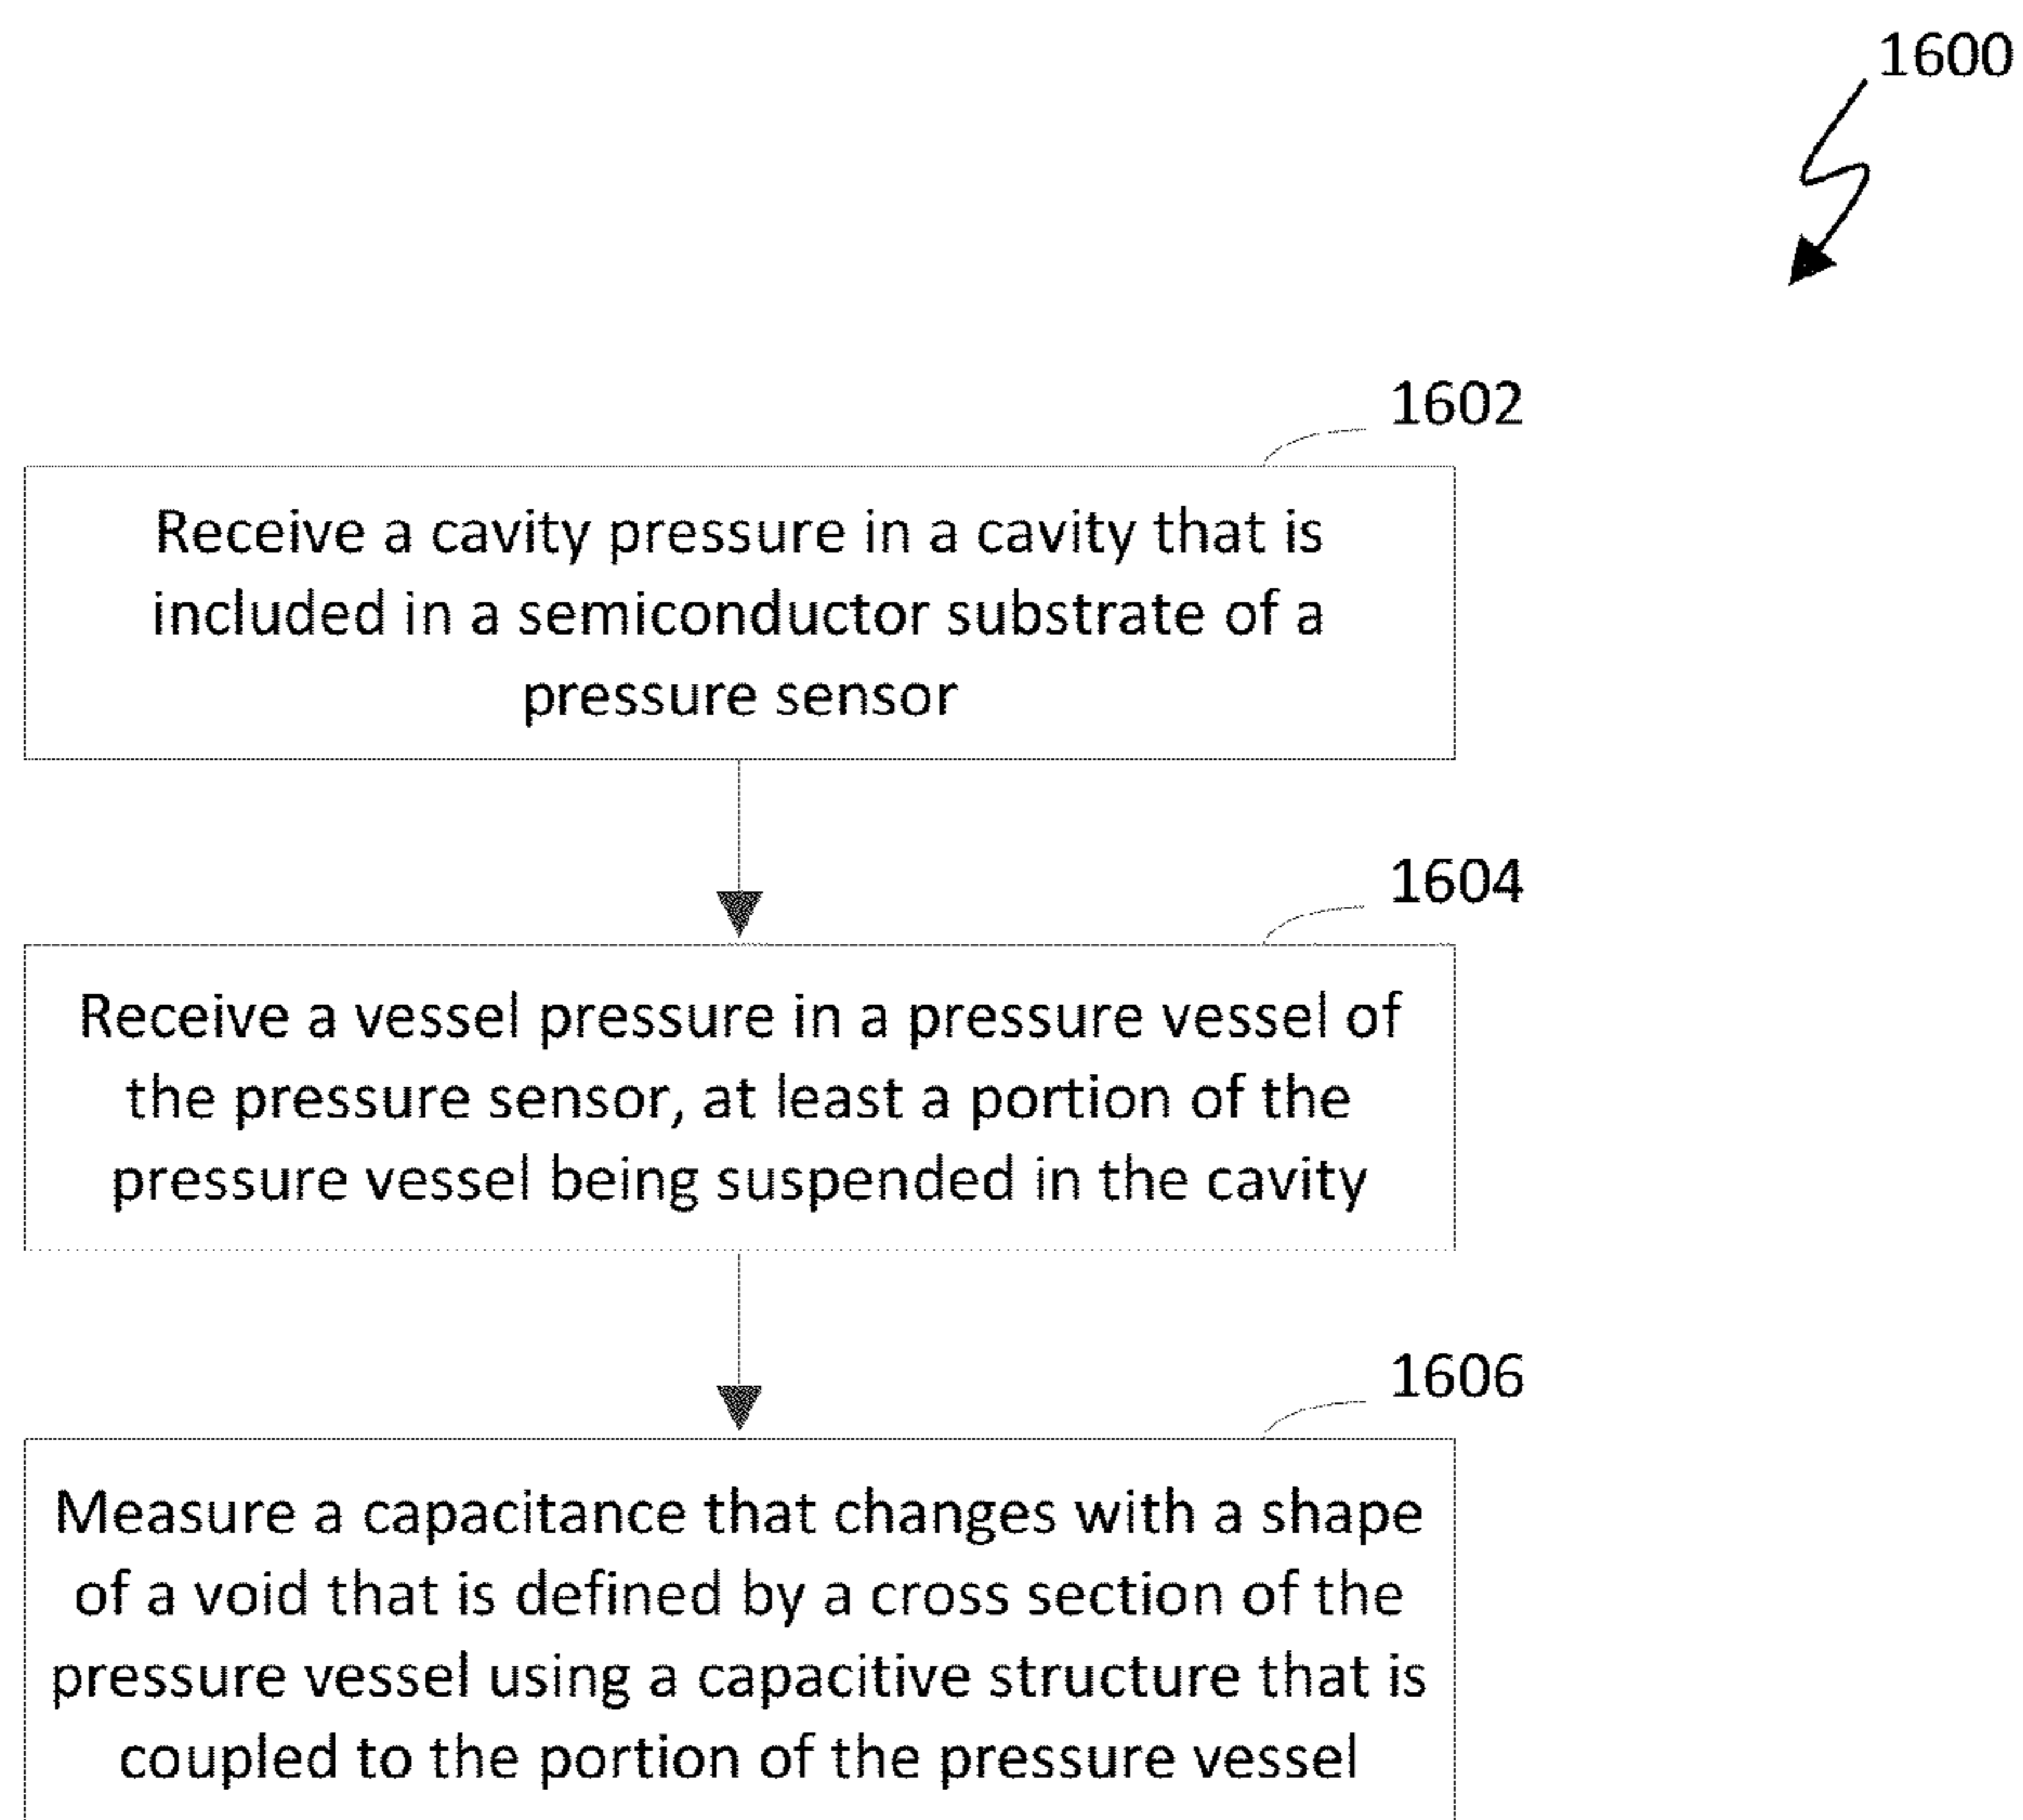 1600
1602
Receive a cavity pressure in a cavity that is
included in a semiconductor substrate of a
pressure sensor
1604
Receive a vessel pressure in a pressure vessel of
the pressure sensor, at least a portion of the
pressure vessel being suspended in the cavity
1606
Measure a capacitance that changes with a shape
of a void that is defined by a cross section of the
pressure vessel using a capacitive structure that is
coupled to the portion of the pressure vessel